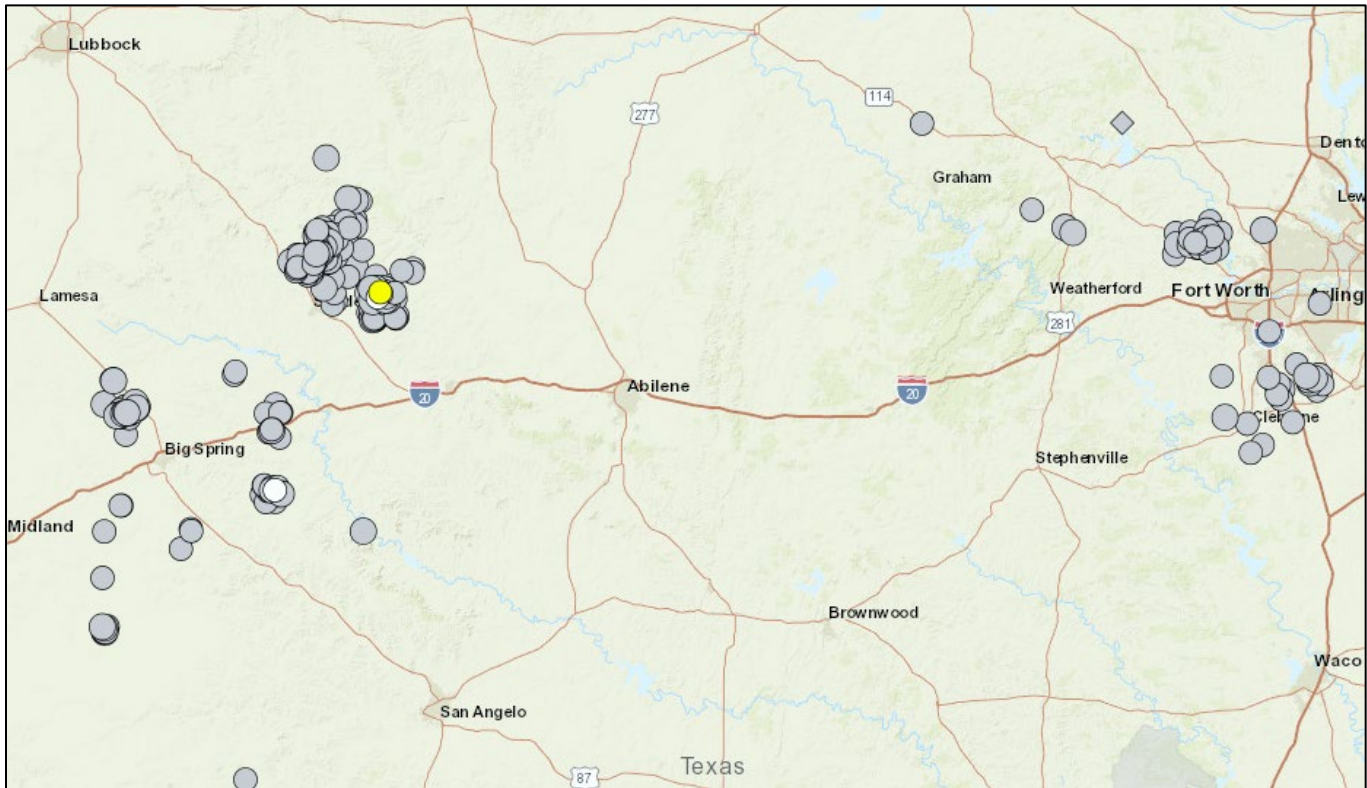 Lubbock
277
114
Dento
Graham
Lew
Lamesa
Weatherford
Fort Worth
281
Abilene
20
20
Big Spring
Stephenville
Midland
Brownwood
Waco
San Angelo
Texas
87